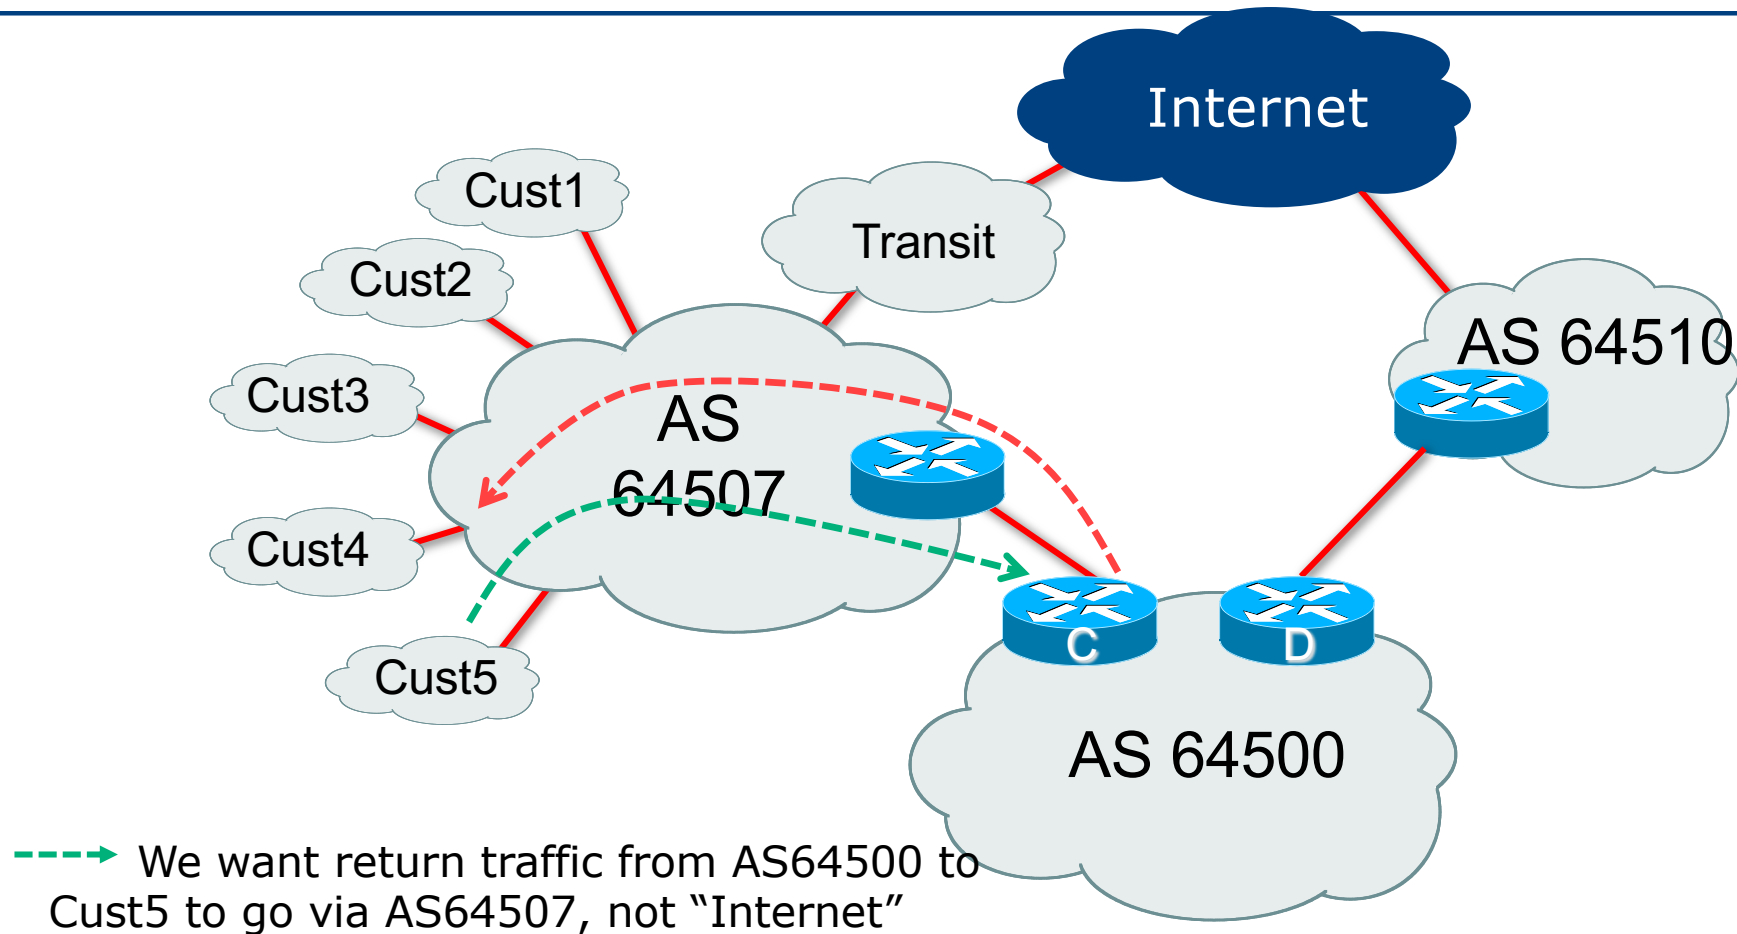 Internet
Cust1
Transit
Cust2
AS 64510
Cust3
AS
64507
Cust4
C
D
Cust5
AS 64500
We want return traffic from AS64500 to
Cust5 to go via AS64507, not “Internet”